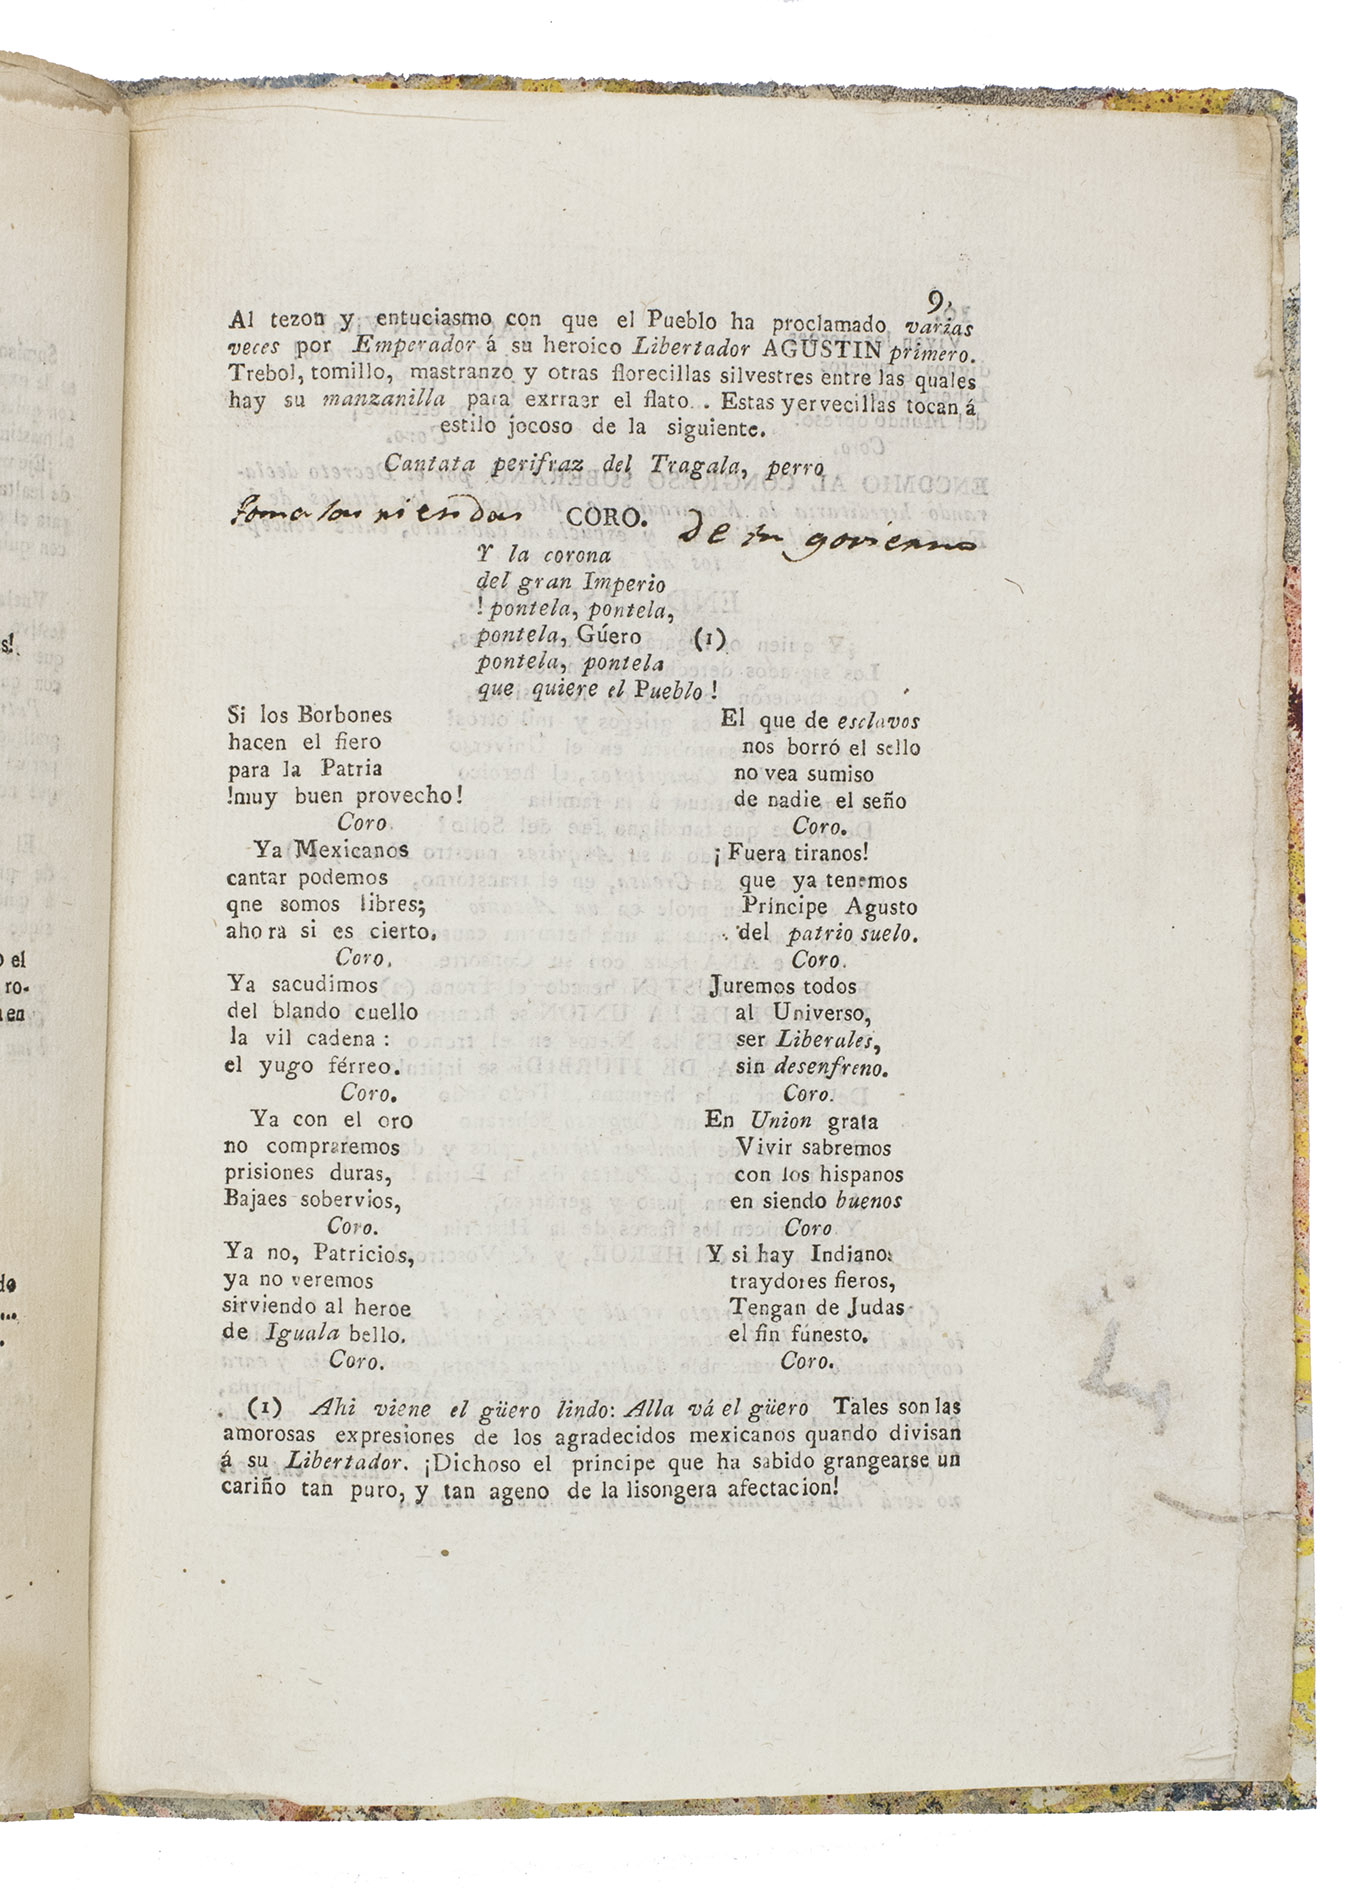 9.
Al tezon y entuciasmo con que el Pueblo ha proclamado varias
veces por Emperador á su heroico Libertador AGUSTIN primero.
Trebol, tomillo, mastranzo y otras florecillas silvestres entre las quales
hay su manzanilla para exrraer el flato . . Estas yervecillas tocan á
estilo jocoso de la siguiente.
Cantata perifraz del Tragala, perro
Toma las riendas CORO. de tu govierno
Y la corona
del gran Imperio
! pontela, pontela,
pontela, Gúero (1)
pontela, pontela
que quiere el Pueblo !
Si los Borbones
hacen el fiero
para la Patria
!muy buen provecho!
Coro.
Ya Mexicanos
cantar podemos
qne somos libres;
ahora si es cierto.
Coro.
Ya sacudimos
del blando cuello
la vil cadena :
el yugo férreo.
Coro.
Ya con el oro
no compraremos
prisiones duras,
Bajaes sobervios,
Coro.
Ya no, Patricios,
ya no veremos
sirviendo al heroe
de Iguala bello.
Coro.
El que de esclavos
nos borró el sello
no vea sumiso
de nadie el seño
Coro.
¡Fuera tiranos!
que ya tenemos
Príncipe Agusto
del patrio suelo.
Coro.
Juremos todos
al Universo,
ser Liberales,
sin desenfreno.
Coro.
En Union grata
Vivir sabremos
con los hispanos
en siendo buenos
Coro
Y si hay Indianos
traydores fieros,
Tengan de Judas
el fin fúnesto.
Coro.
(1) Ahi viene el güero lindo: Alla vá el güero Tales son las
amorosas expresiones de los agradecidos mexicanos quando divisan
á su Libertador. ¡Dichoso el principe que ha sabido grangearse un
cariño tan puro, y tan ageno de la lisongera afectacion!